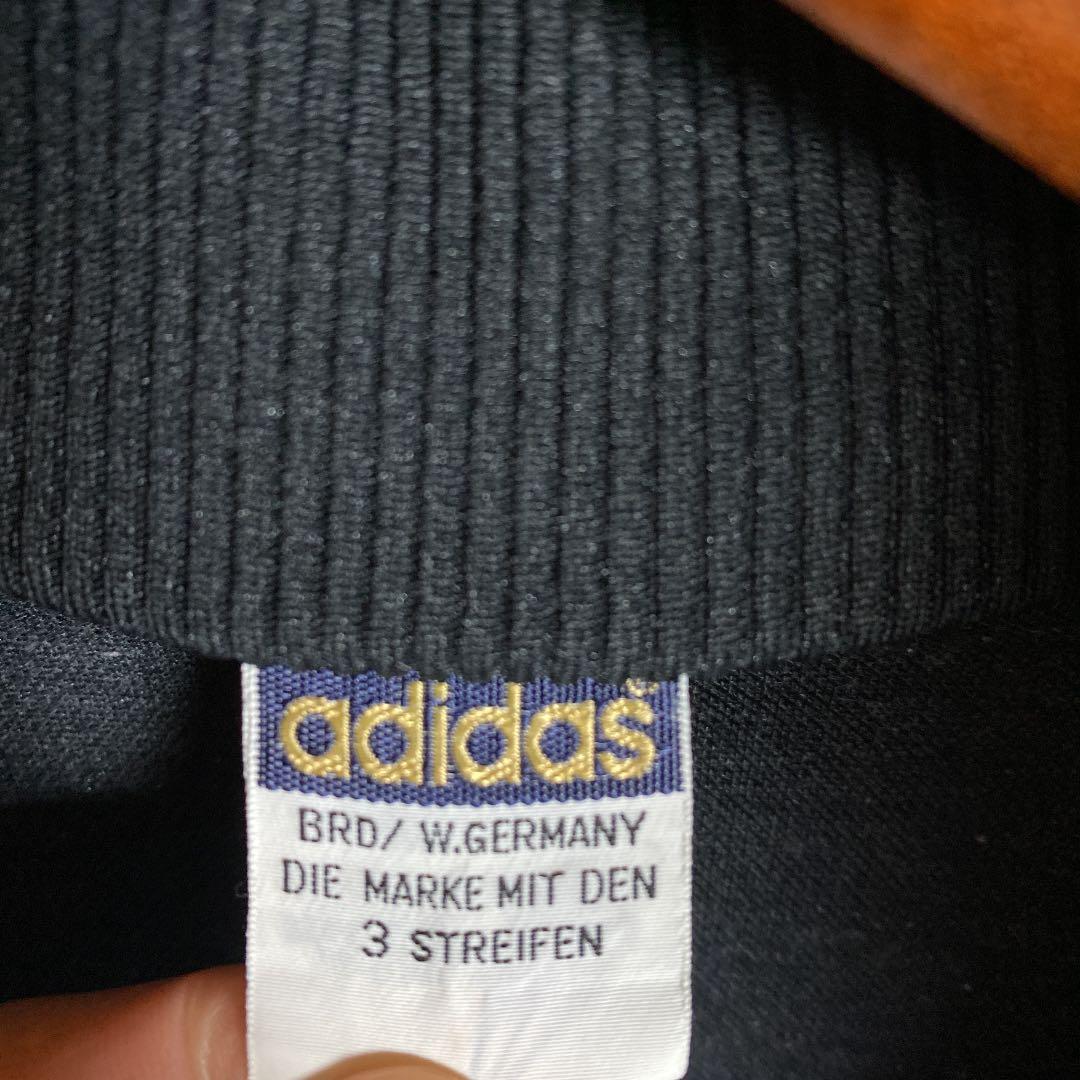 adidas®
BRD/ W.GERMANY
DIE MARKE MIT DEN
3 STREIFEN